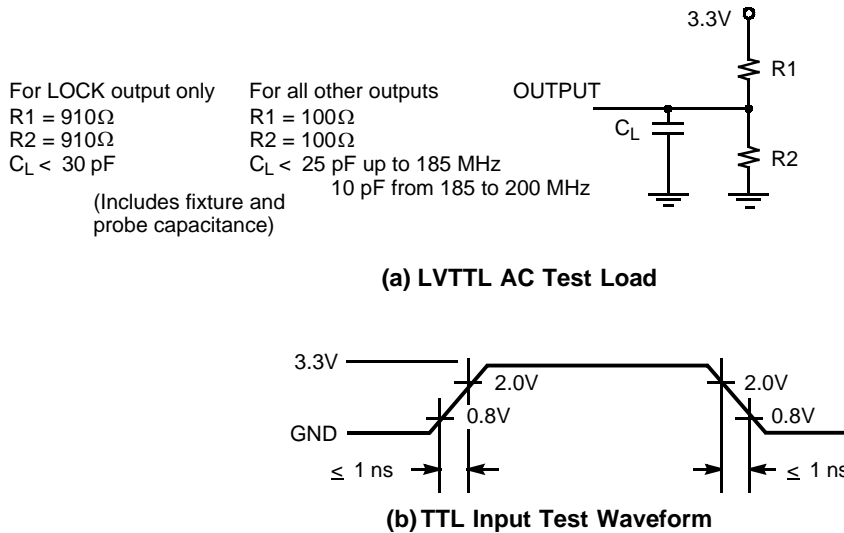 3.3V
R1
For LOCK output only
R1 = 910Ω
R2 = 910Ω
C_L < 30 pF
For all other outputs
R1 = 100Ω
R2 = 100Ω
C_L < 25 pF up to 185 MHz
10 pF from 185 to 200 MHz
(Includes fixture and
probe capacitance)
OUTPUT
C_L
R2
(a) LVTTL AC Test Load
3.3V
2.0V
2.0V
0.8V
0.8V
GND
≤ 1 ns
≤ 1 ns
(b) TTL Input Test Waveform